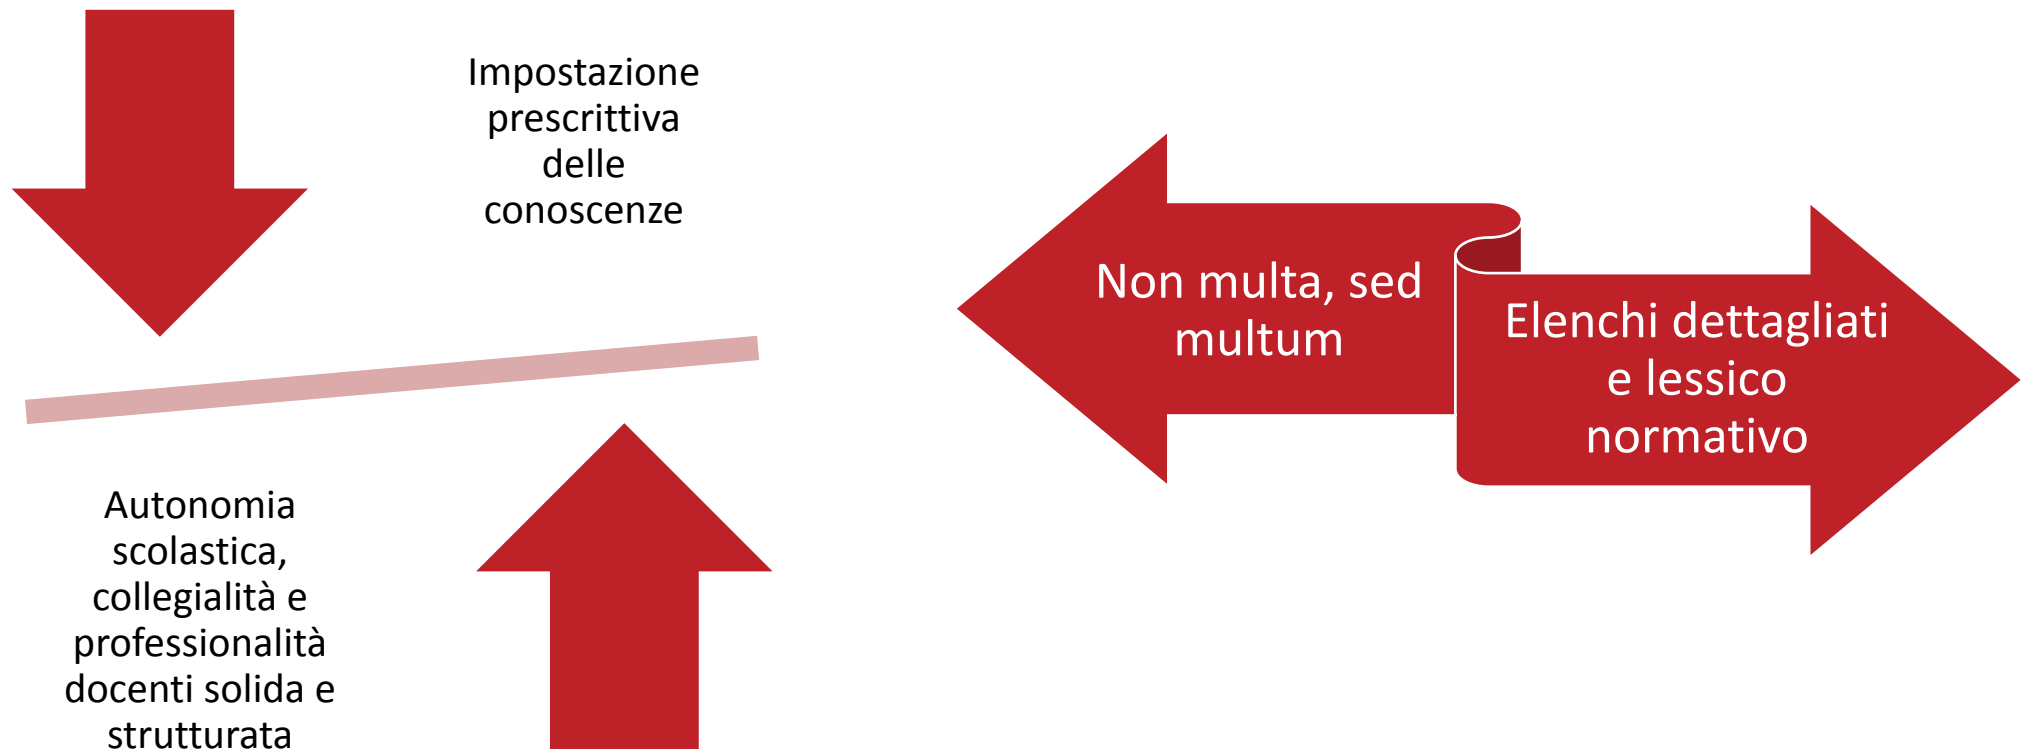 Impostazione
prescrittiva
delle
conoscenze
Autonomia
scolastica,
collegialità e
professionalità
docenti solida e
strutturata
Non multa, sed
multum
Elenchi dettagliati
e lessico
normativo